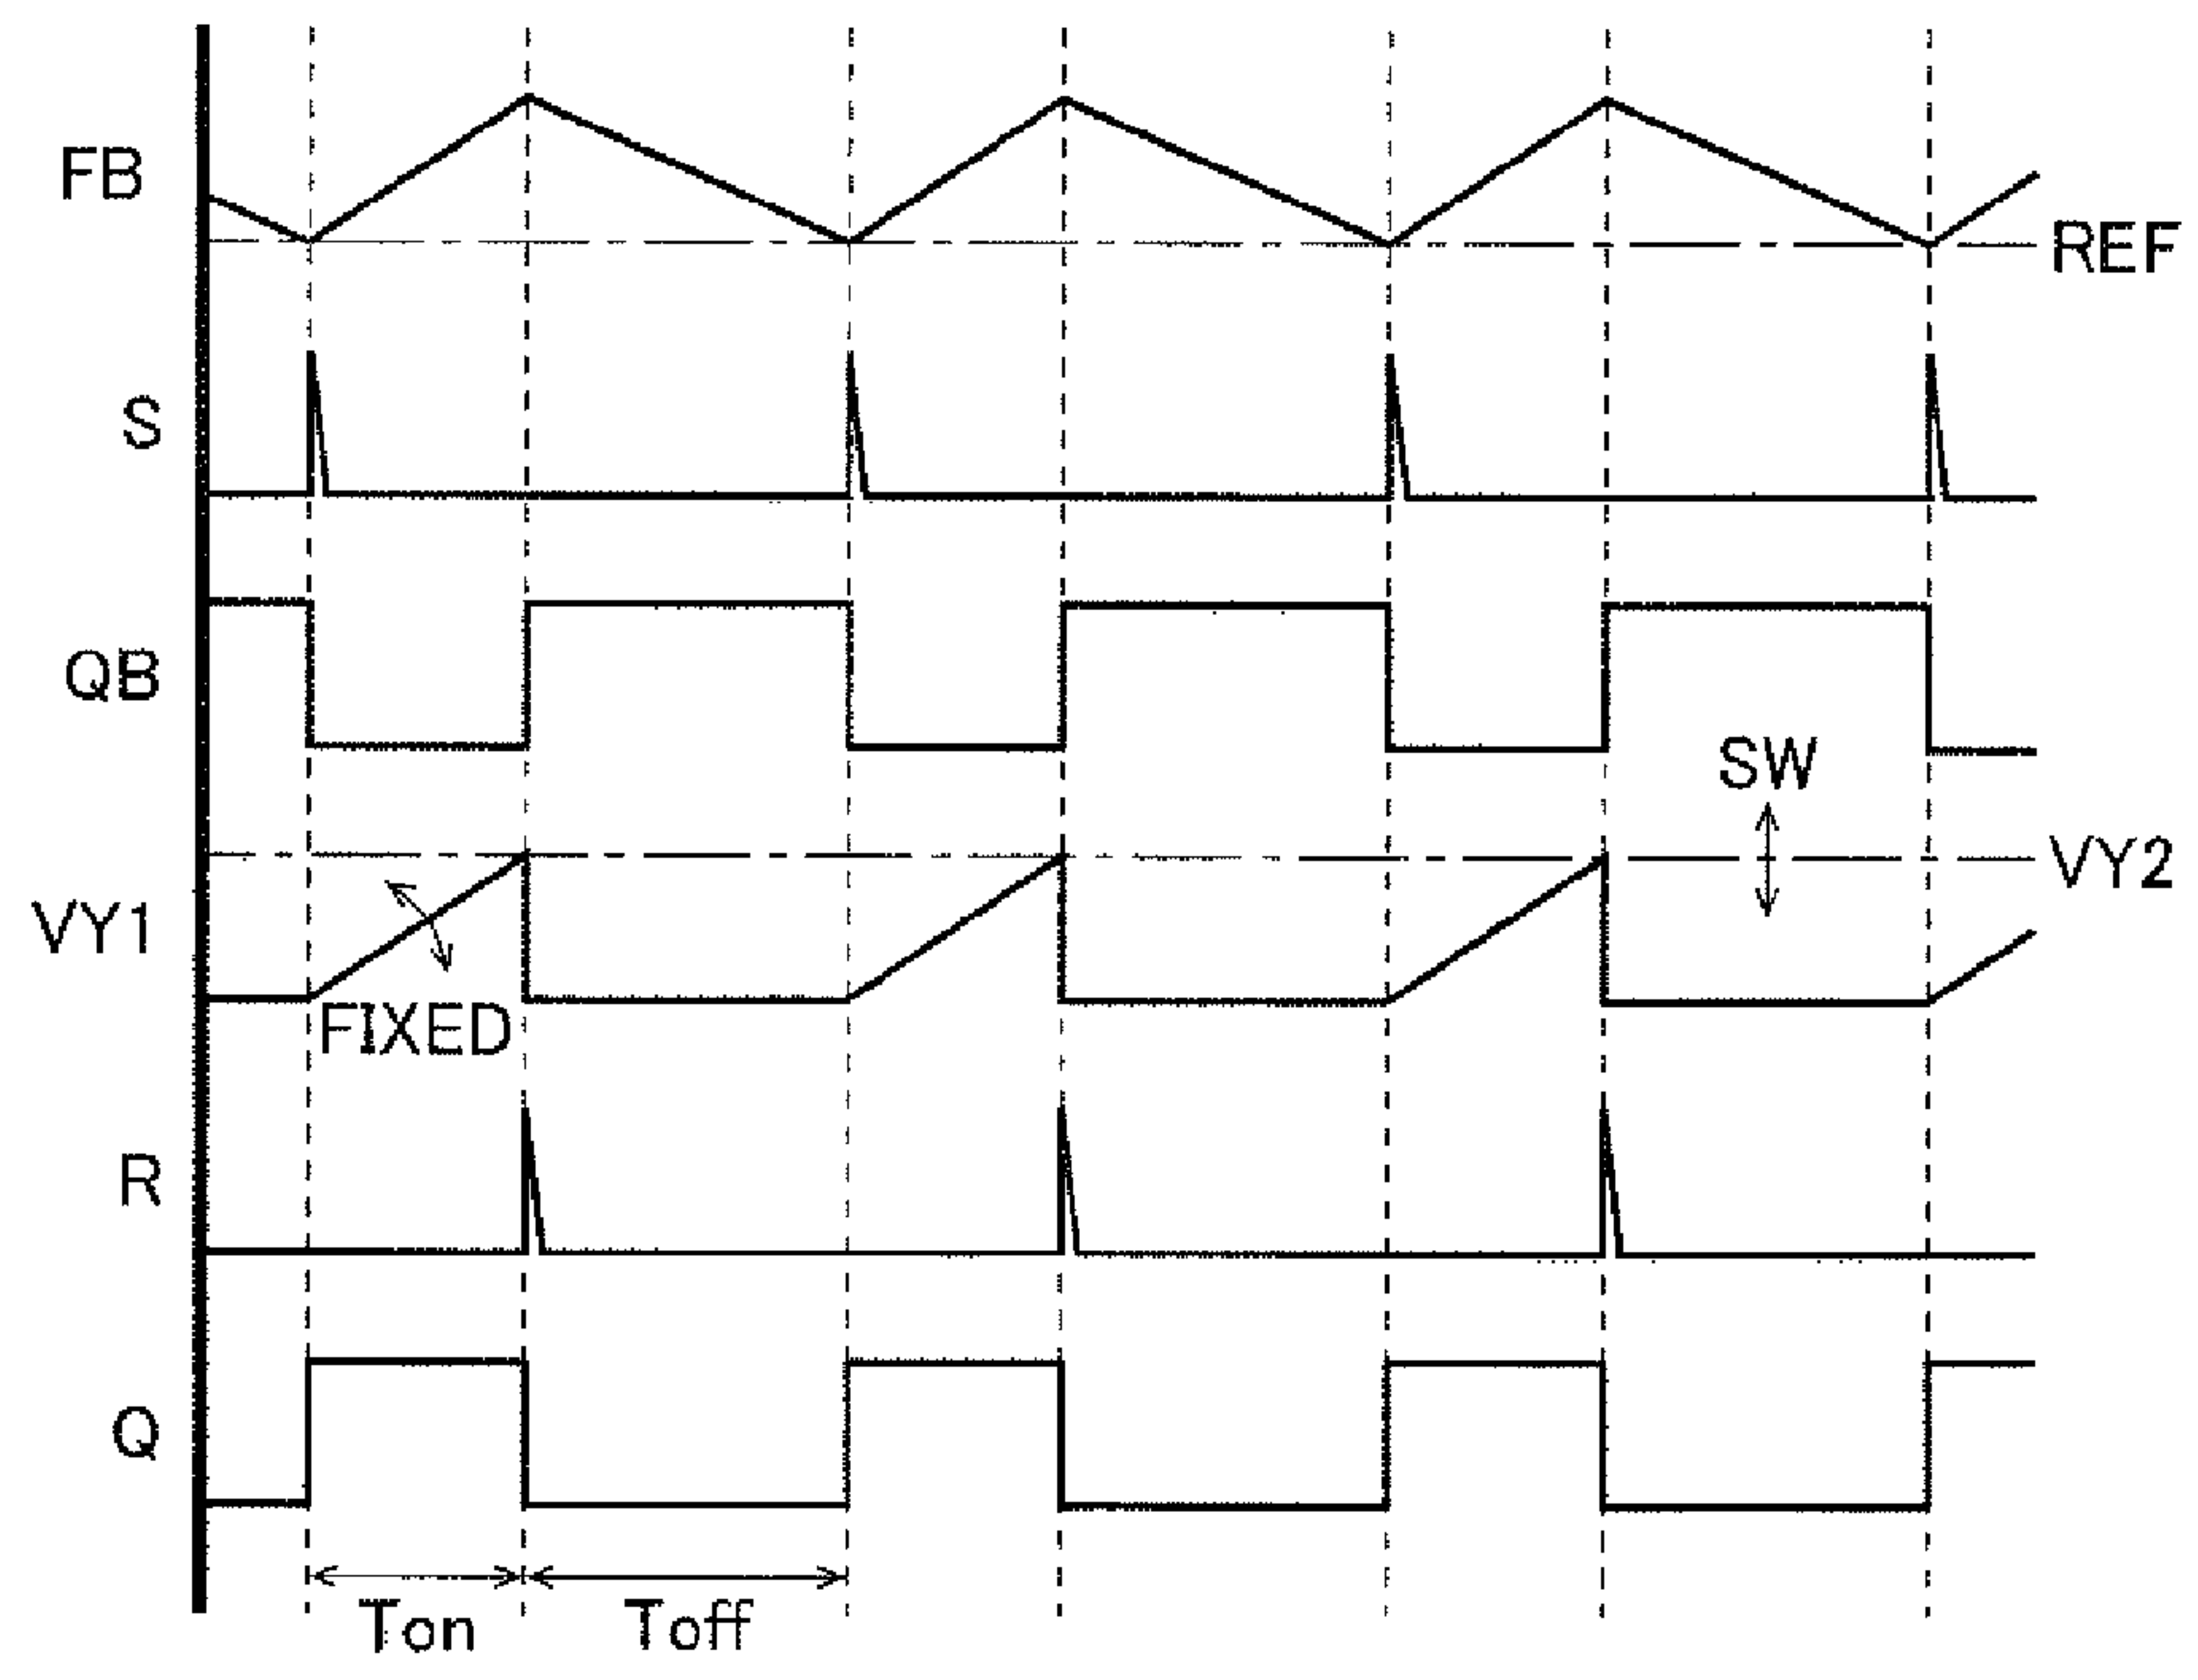 FB
REF
S
QB
SW
VY2
VY1
FIXED
R
Q
Ton
Toff